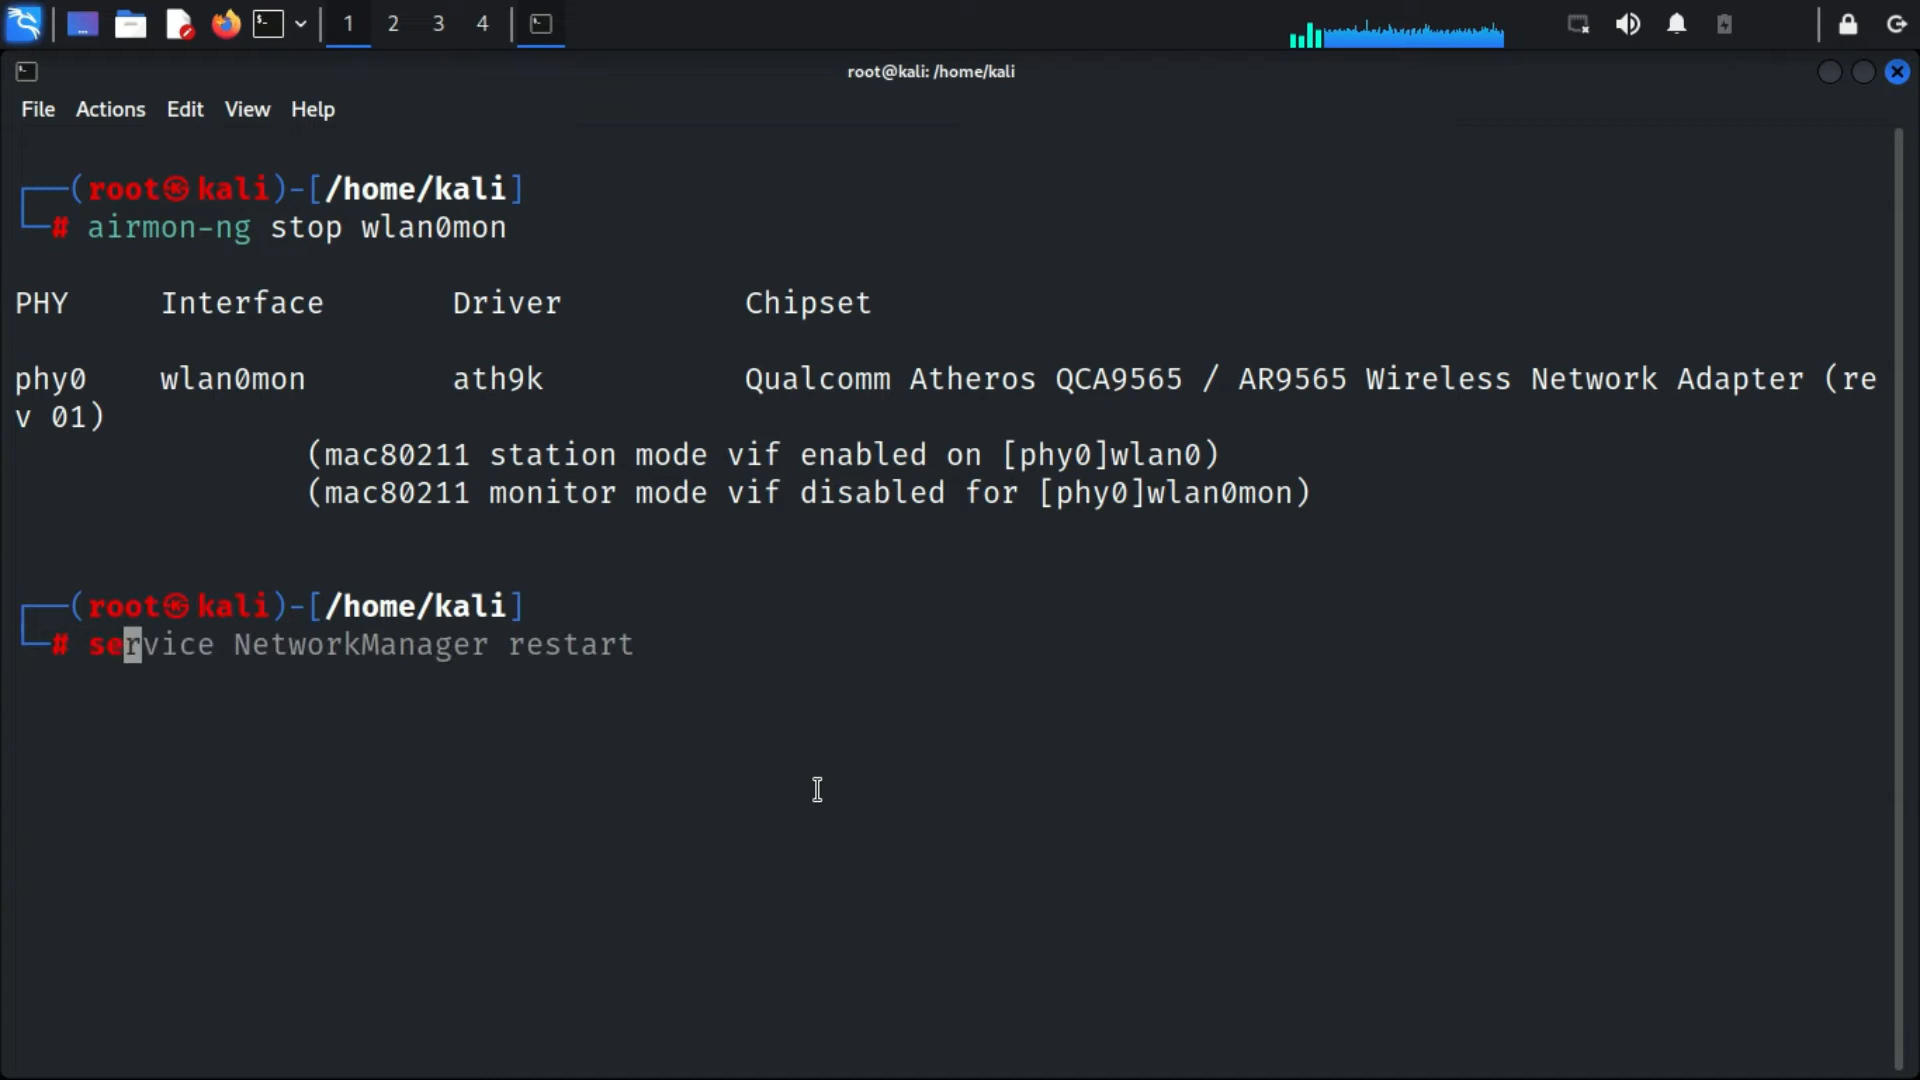 1 2 3 4
root@kali: /home/kali
File Actions Edit View Help
(root㉿kali)-[/home/kali]
# airmon-ng stop wlan0mon
PHY Interface Driver Chipset
phy0 wlan0mon ath9k Qualcomm Atheros QCA9565 / AR9565 Wireless Network Adapter (re
v 01)
(mac80211 station mode vif enabled on [phy0]wlan0)
(mac80211 monitor mode vif disabled for [phy0]wlan0mon)
(root㉿kali)-[/home/kali]
# service NetworkManager restart